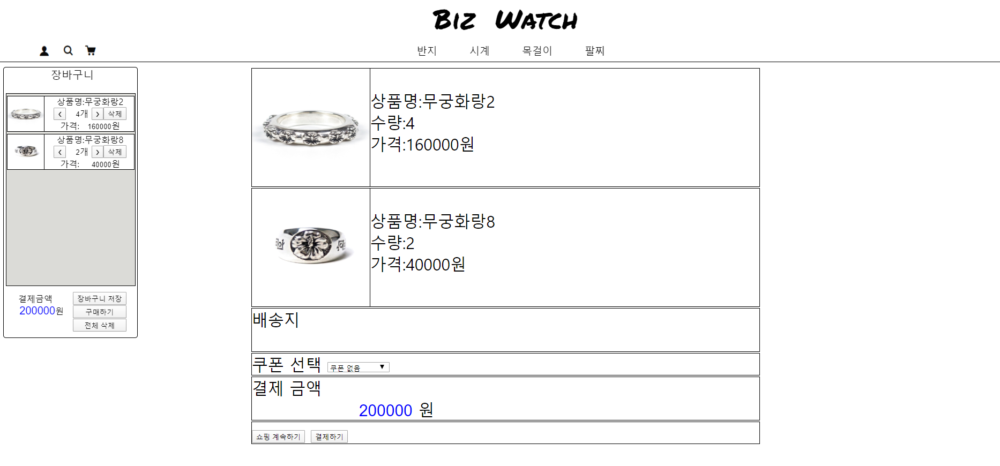 Biz Watch
반지 시계 목걸이 팔찌
장바구니
상품명:무궁화랑2
< 4개 > 삭제
가격: 160000원
상품명:무궁화랑8
< 2개 > 삭제
가격: 40000원
결제금액
200000원
장바구니 저장
구매하기
전체 삭제
상품명:무궁화랑2
수량:4
가격:160000원
상품명:무궁화랑8
수량:2
가격:40000원
배송지
쿠폰 선택 쿠폰 없음 ▼
결제 금액
200000 원
쇼핑 계속하기 결제하기